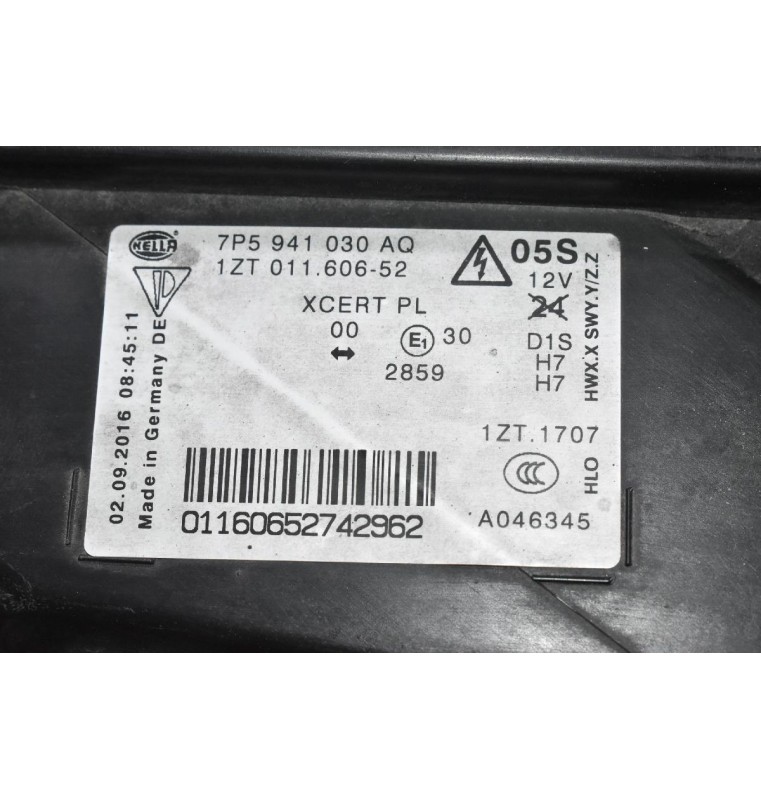 HELLA
7P5 941 030 AQ
1ZT 011.606-52
XCERT PL
00
E1 30
2859
05S
12V
24
D1S
H7
H7
HWX.X SWY.Y/Z.Z
HLO
1ZT.1707
CCC
A046345
02.09.2016 08:45:11
Made in Germany DE
01160652742962